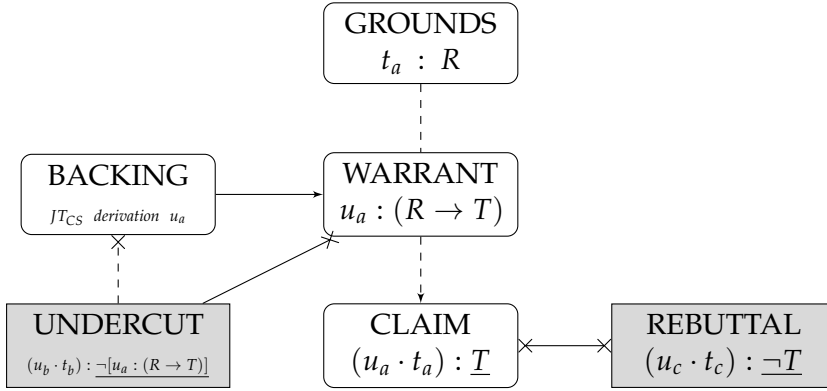 GROUNDS
t_a : R
BACKING
JT_CS derivation u_a
WARRANT
u_a : (R → T)
UNDERCUT
(u_b · t_b) : ¬[u_a : (R → T)]
CLAIM
(u_a · t_a) : T
REBUTTAL
(u_c · t_c) : ¬T